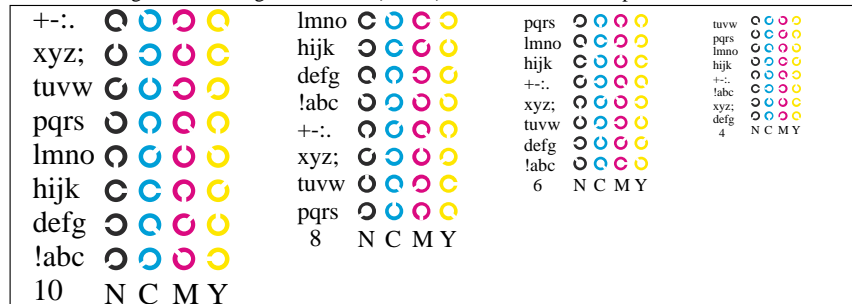 +-:.
xyz;
tuvw
pqrs
lmno
hijk
defg
!abc
10 N C M Y
lmno
hijk
defg
!abc
+-:.
xyz;
tuvw
pqrs
8 N C M Y
pqrs
lmno
hijk
+-:.
xyz;
tuvw
defg
!abc
6 N C M Y
tuvw
pqrs
lmno
hijk
+-:.
!abc
xyz;
defg
4 N C M Y